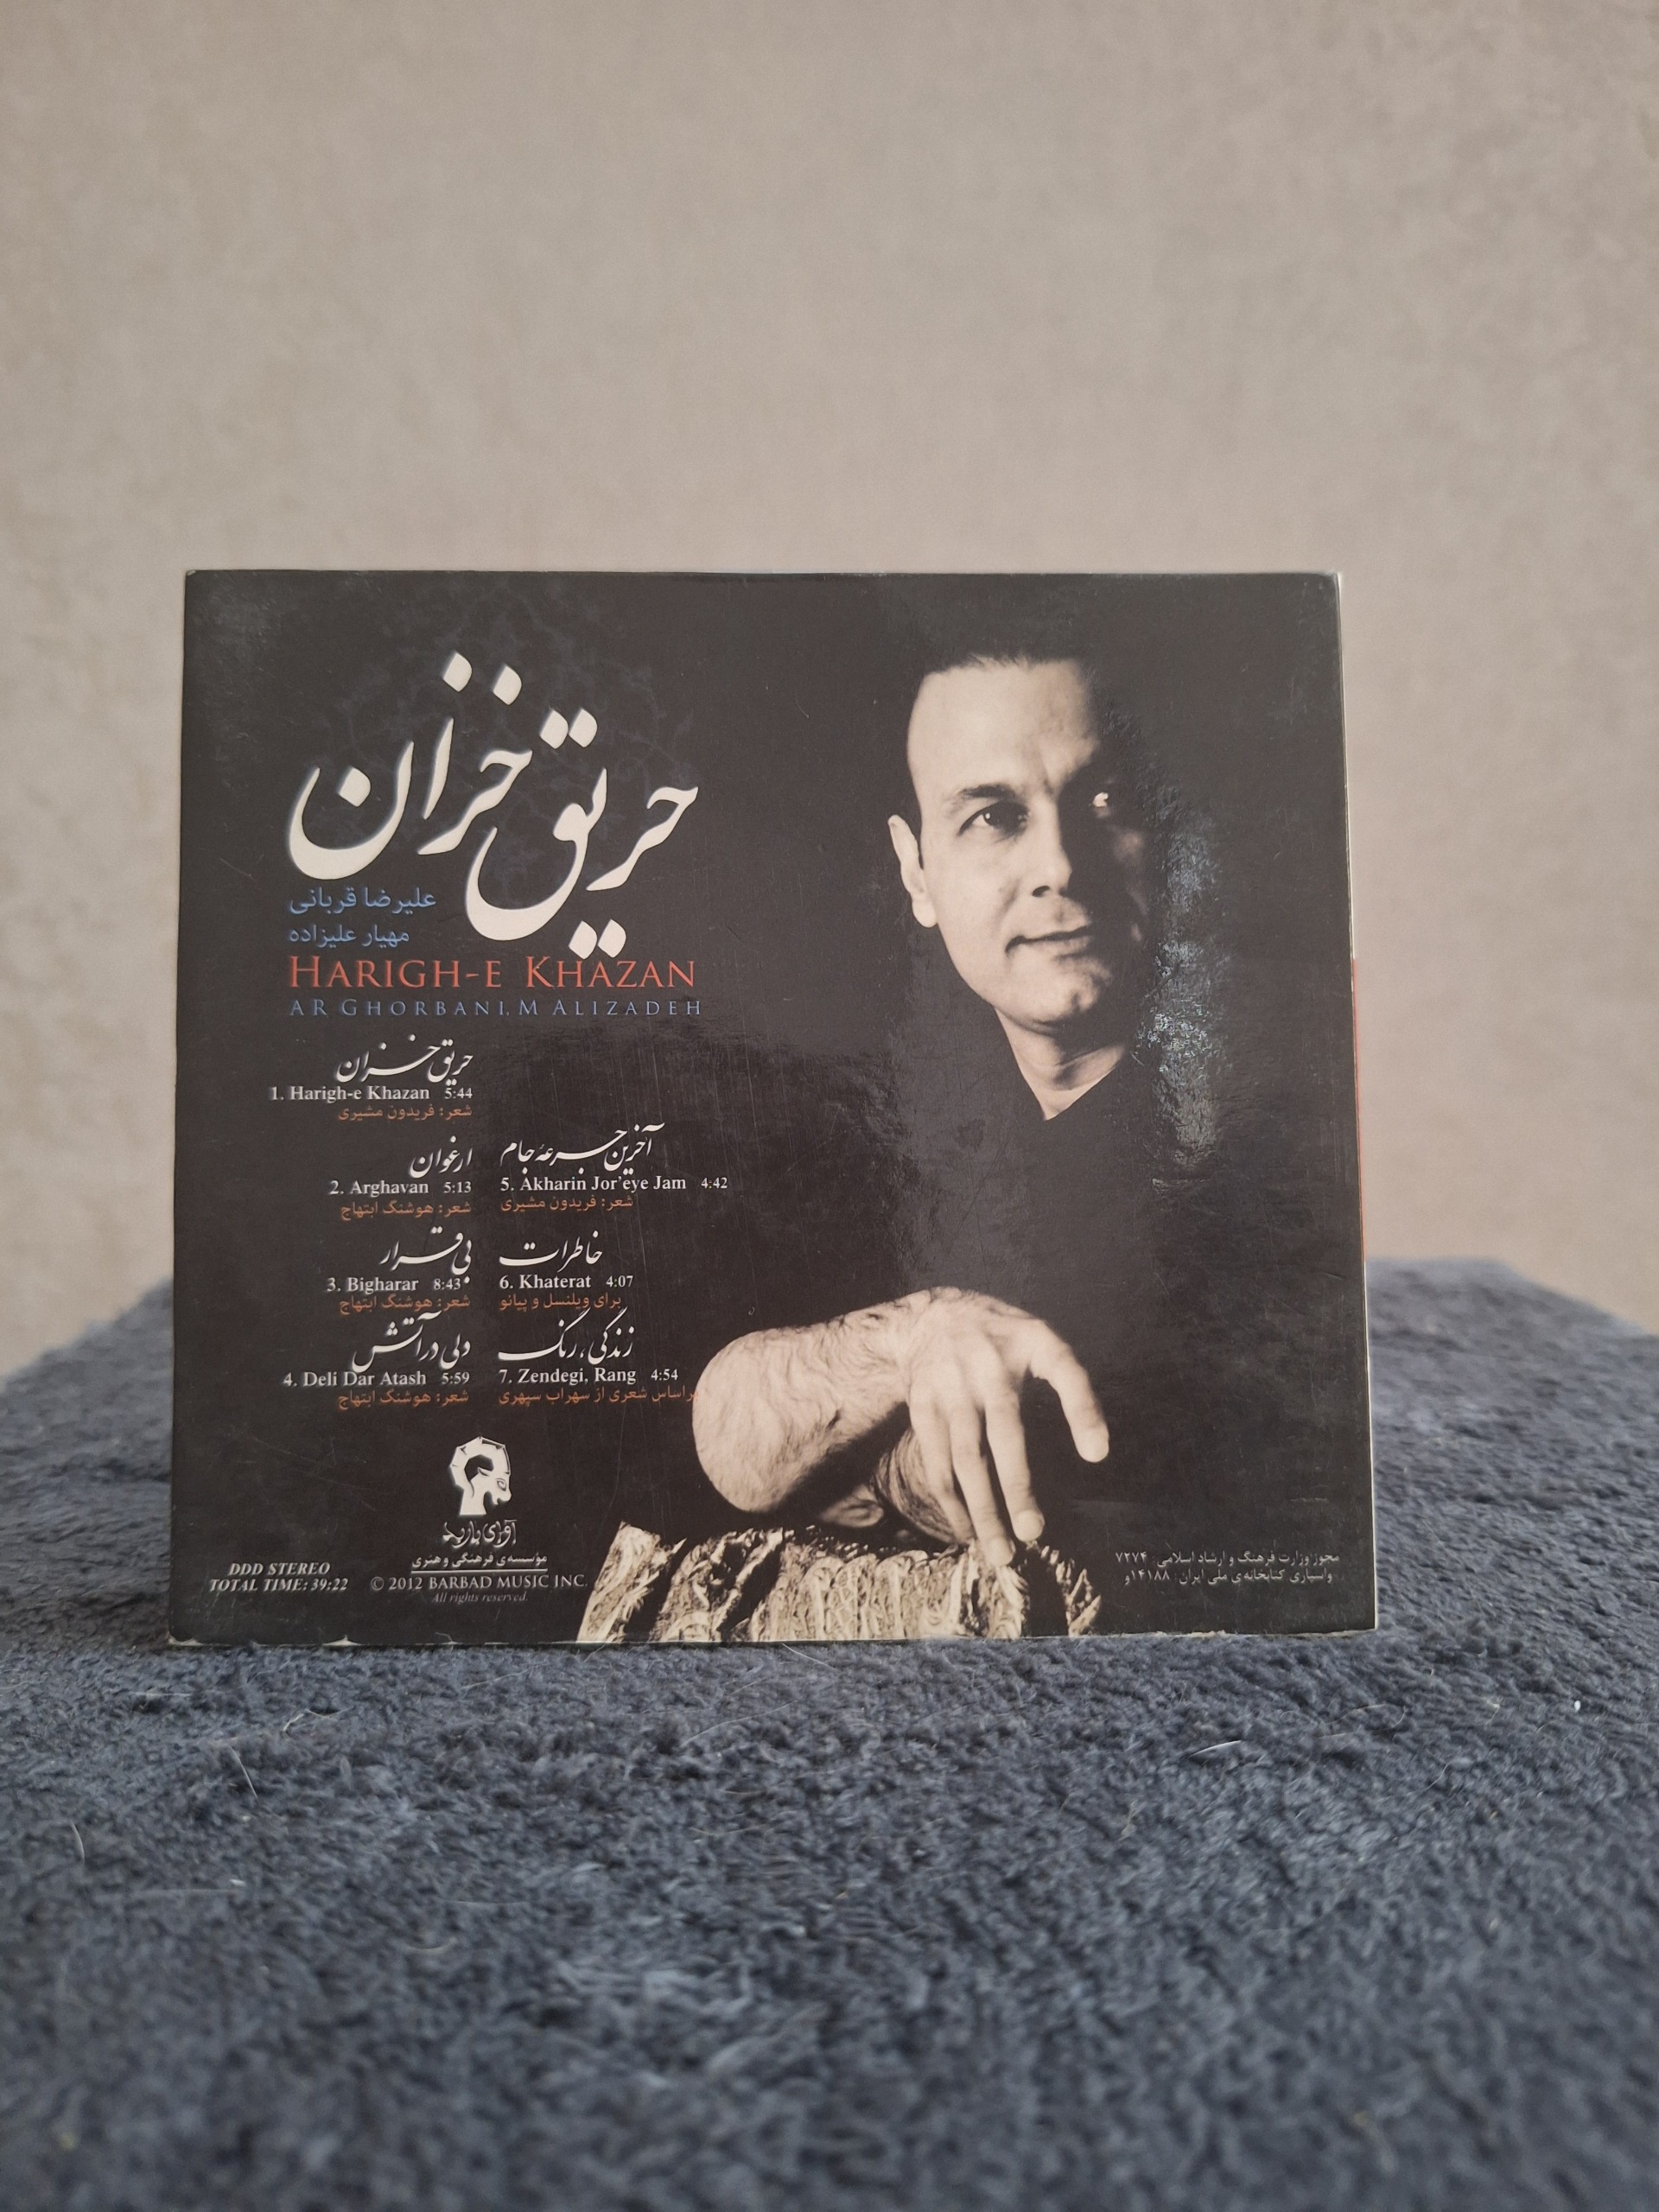 حریق خزان
علیرضا قربانی
مهیار علیزاده
HARIGH-E KHAZAN
AR GHORBANI, M ALIZADEH
حریق خزان
1. Harigh-e Khazan 5:44
شعر: فریدون مشیری
ارغوان
2. Arghavan 5:13
شعر: هوشنگ ابتهاج
بی‌قرار
3. Bigharar 8:43
شعر: هوشنگ ابتهاج
دلی در آتش
4. Deli Dar Atash 5:59
شعر: هوشنگ ابتهاج
آخرین جرعهٔ جام
5. Akharin Jor'eye Jam 4:42
شعر: فریدون مشیری
خاطرات
6. Khaterat 4:07
برای ویلنسل و پیانو
زندگی، رنگ
7. Zendegi, Rang 4:54
براساس شعری از سهراب سپهری
آوای باربد
مؤسسه‌ی فرهنگی و هنری
© 2012 BARBAD MUSIC INC.
All rights reserved.
DDD STEREO
TOTAL TIME: 39:22
مجوز وزارت فرهنگ و ارشاد اسلامی: ۷۲۷۴
واسپاری کتابخانه‌ی ملی ایران: ۱۴۱۸۸و